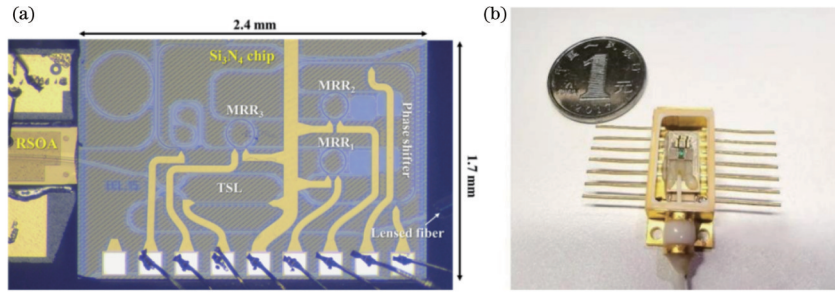 (a)
2.4 mm
Si₃N₄ chip
MRR₂
MRR₃
RSOA
MRR₁
Phase shifter
TSL
1.7 mm
Lensed fiber
(b)
1
元